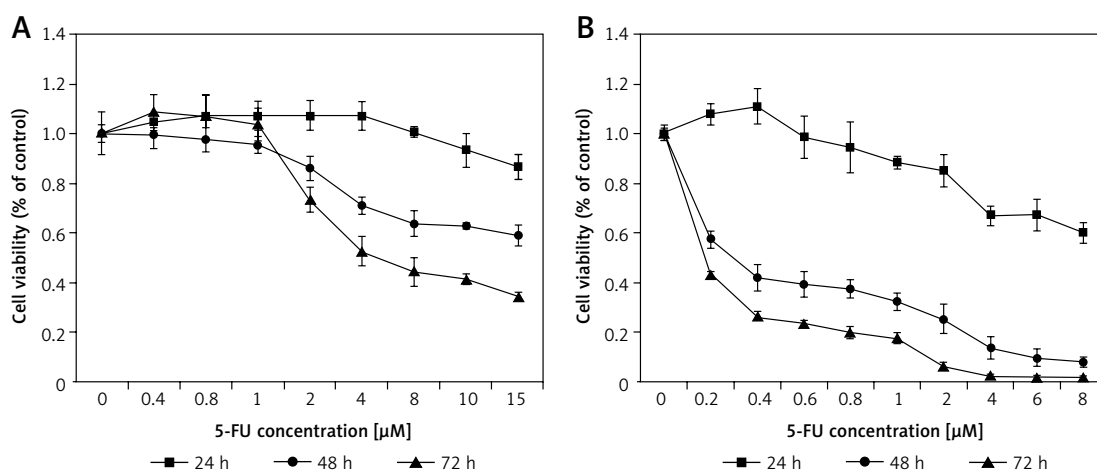 A
Cell viability (% of control)
1.4
1.2
1.0
0.8
0.6
0.4
0.2
0
0 0.4 0.8 1 2 4 8 10 15
5-FU concentration [µM]
24 h 48 h 72 h
B
Cell viability (% of control)
1.4
1.2
1.0
0.8
0.6
0.4
0.2
0
0 0.2 0.4 0.6 0.8 1 2 4 6 8
5-FU concentration [µM]
24 h 48 h 72 h